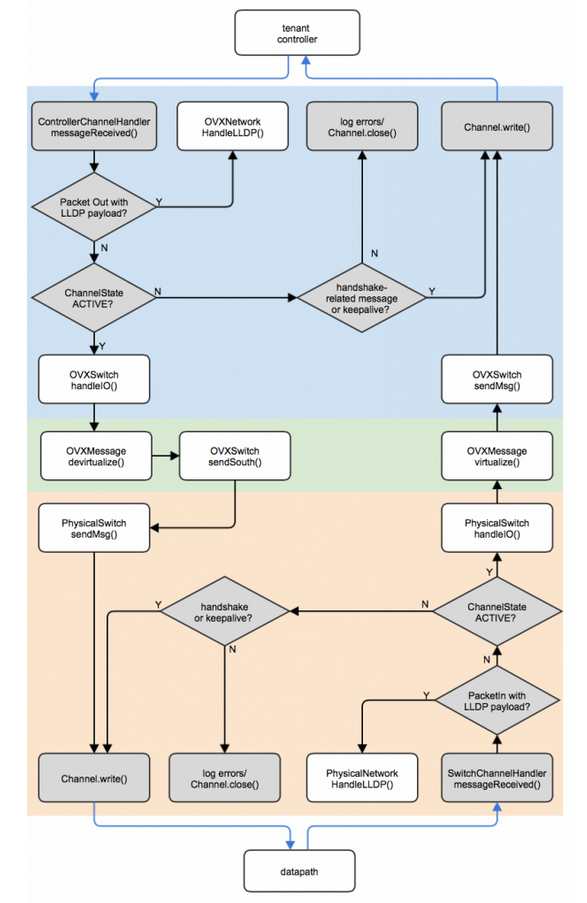 tenant
controller
ControllerChannelHandler
messageReceived()
OVXNetwork
HandleLLDP()
log errors/
Channel.close()
Channel.write()
Packet Out with
LLDP payload?
Y
N
ChannelState
ACTIVE?
N
Y
handshake-
related message
or keepalive?
N
Y
OVXSwitch
handleIO()
OVXSwitch
sendMsg()
OVXMessage
devirtualize()
OVXSwitch
sendSouth()
OVXMessage
virtualize()
PhysicalSwitch
sendMsg()
PhysicalSwitch
handleIO()
Y
handshake
or keepalive?
Y
N
ChannelState
ACTIVE?
N
N
PacketIn with
LLDP payload?
Y
Channel.write()
log errors/
Channel.close()
PhysicalNetwork
HandleLLDP()
SwitchChannelHandler
messageReceived()
datapath